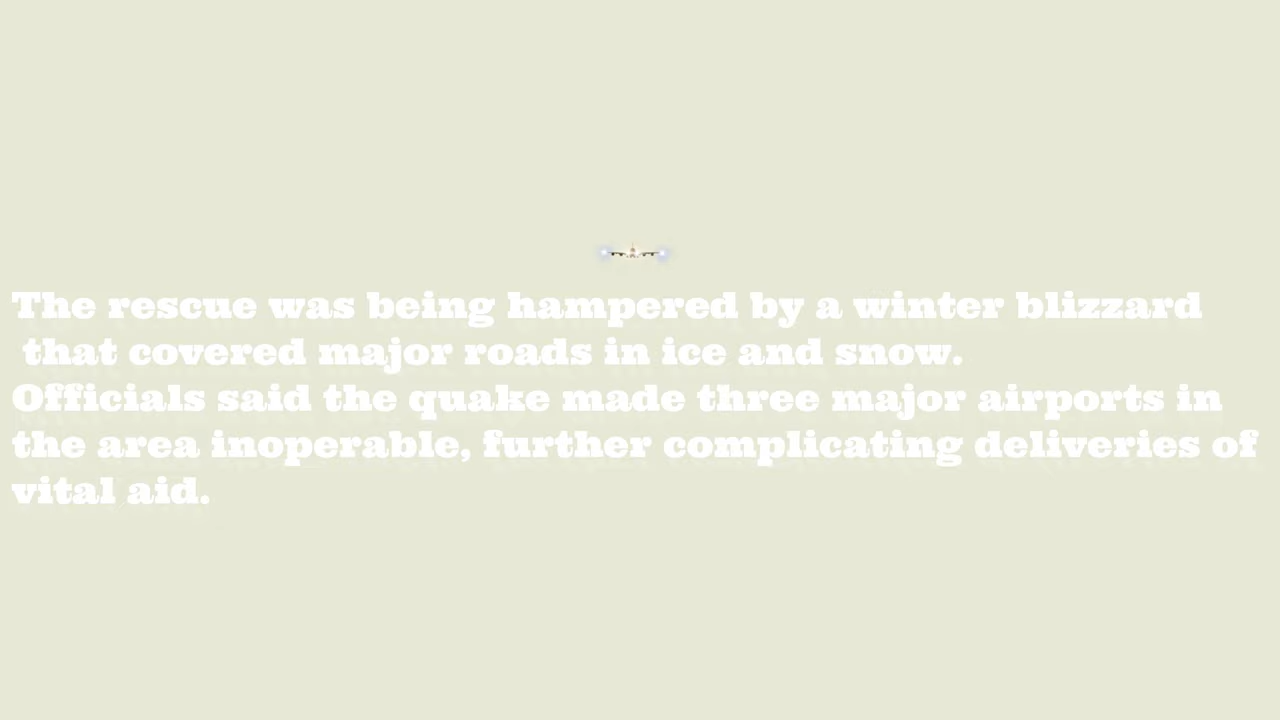 The rescue was being hampered by a winter blizzard
that covered major roads in ice and snow.
Officials said the quake made three major airports in
the area inoperable, further complicating deliveries of
vital aid.